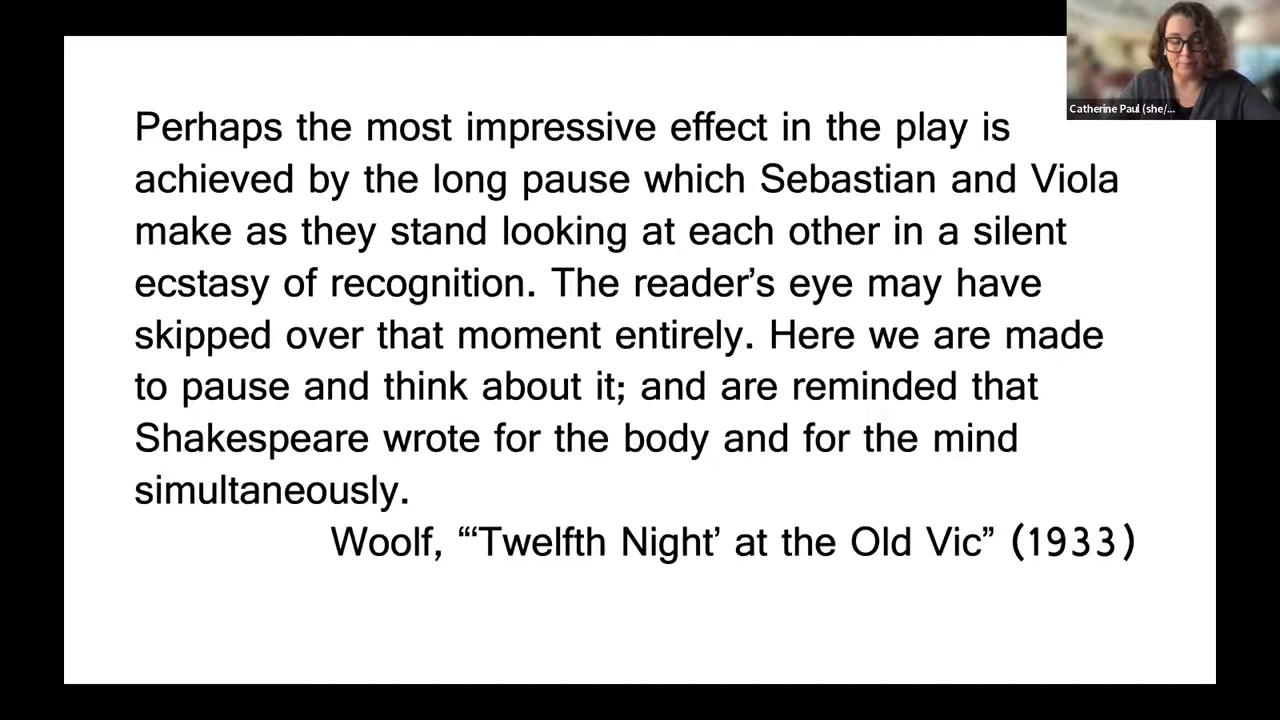 Catherine Paul (she/...
Perhaps the most impressive effect in the play is
achieved by the long pause which Sebastian and Viola
make as they stand looking at each other in a silent
ecstasy of recognition. The reader’s eye may have
skipped over that moment entirely. Here we are made
to pause and think about it; and are reminded that
Shakespeare wrote for the body and for the mind
simultaneously.
Woolf, “‘Twelfth Night’ at the Old Vic” (1933)